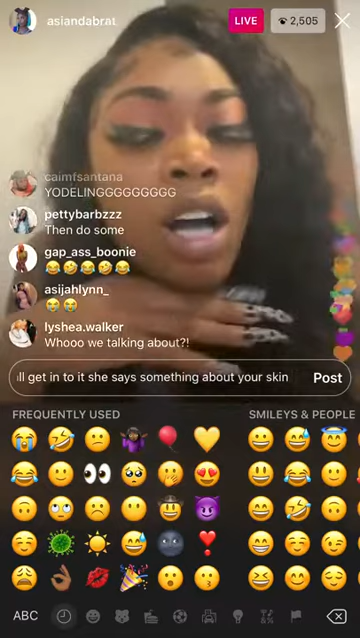 asiandabrat
LIVE
2,505
caimfsantana
YODELINGGGGGGGGG
pettybarbzzz
Then do some
gap_ass_boonie
asijahlynn_
lyshea.walker
Whooo we talking about?!
ll get in to it she says something about your skin
Post
FREQUENTLY USED
SMILEYS & PEOPLE
ABC